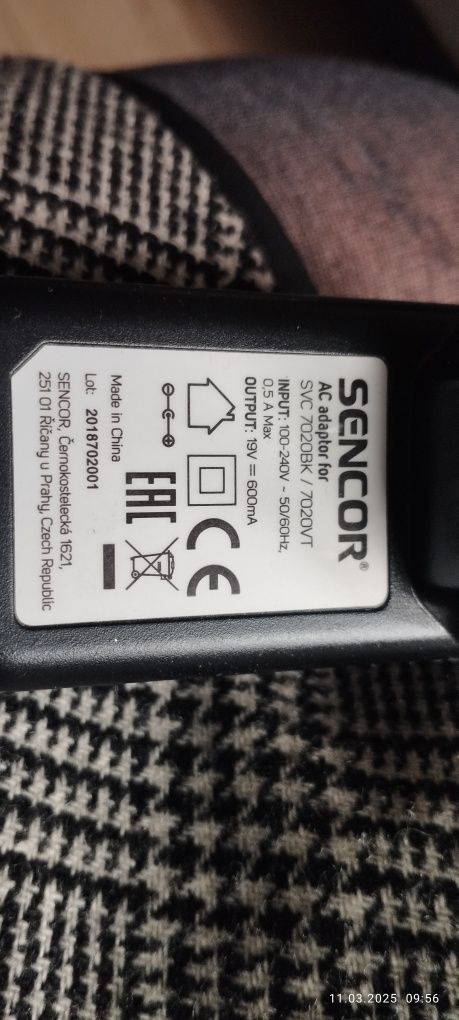 SENCOR®
AC adaptor for
SVC 7020BK / 7020VT
INPUT: 100-240V ~ 50/60Hz,
0,5 A Max
OUTPUT: 19V ⎓ 600mA
CE
EAC
Made in China
Lot: 2018702001
SENCOR, Černokostelecká 1621,
251 01 Říčany u Prahy, Czech Republic
11.03.2025 09:56